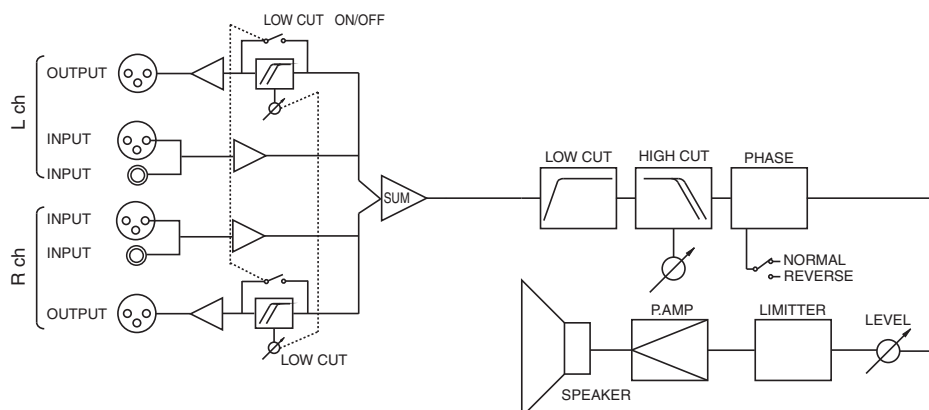 LOW CUT ON/OFF
L ch
OUTPUT
INPUT
INPUT
R ch
INPUT
INPUT
OUTPUT
LOW CUT
SUM
LOW CUT
HIGH CUT
PHASE
NORMAL
REVERSE
SPEAKER
P.AMP
LIMITTER
LEVEL